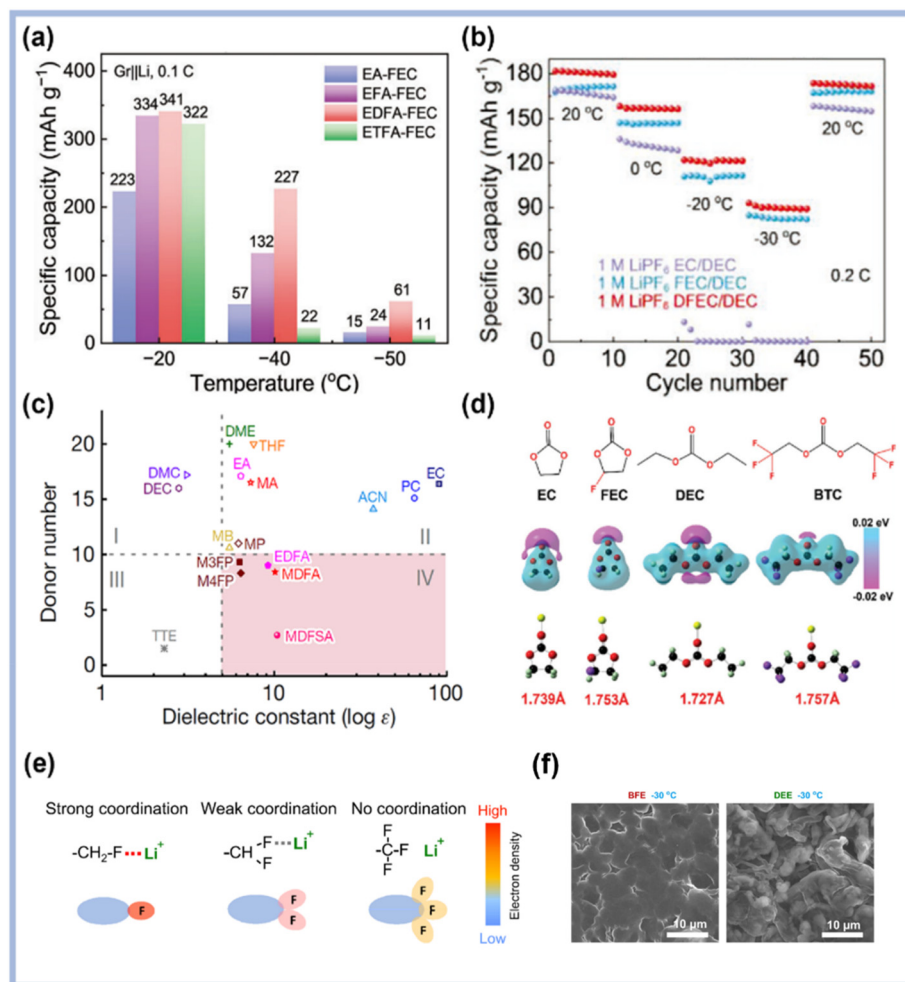 (a)
Gr||Li, 0.1 C
EA-FEC
EFA-FEC
EDFA-FEC
ETFA-FEC
Specific capacity (mAh g⁻¹)
400
300
200
100
0
223
334
341
322
57
132
227
22
15
24
61
11
−20
−40
−50
Temperature (°C)
(b)
Specific capacity (mAh g⁻¹)
180
150
120
90
60
30
0
20 °C
0 °C
-20 °C
-30 °C
20 °C
1 M LiPF₆ EC/DEC
1 M LiPF₆ FEC/DEC
1 M LiPF₆ DFEC/DEC
0.2 C
0 10 20 30 40 50
Cycle number
(c)
Donor number
20
15
10
5
0
DME
THF
DMC
DEC
EA
MA
ACN
PC
EC
I
MB
MP
II
III
M3FP
M4FP
EDFA
MDFA
IV
TTE
MDFSA
1 10 100
Dielectric constant (log ε)
(d)
O O O O
O O O O O O O O
F F F F F F F
EC FEC DEC BTC
0.02 eV
-0.02 eV
1.739Å 1.753Å 1.727Å 1.757Å
(e)
Strong coordination Weak coordination No coordination
-CH₂-F Li⁺
-CH F F Li⁺
-C-F F F Li⁺
F
F F
F F F
High
Electron density
Low
(f)
BFE -30 °C
DEE -30 °C
10 μm
10 μm